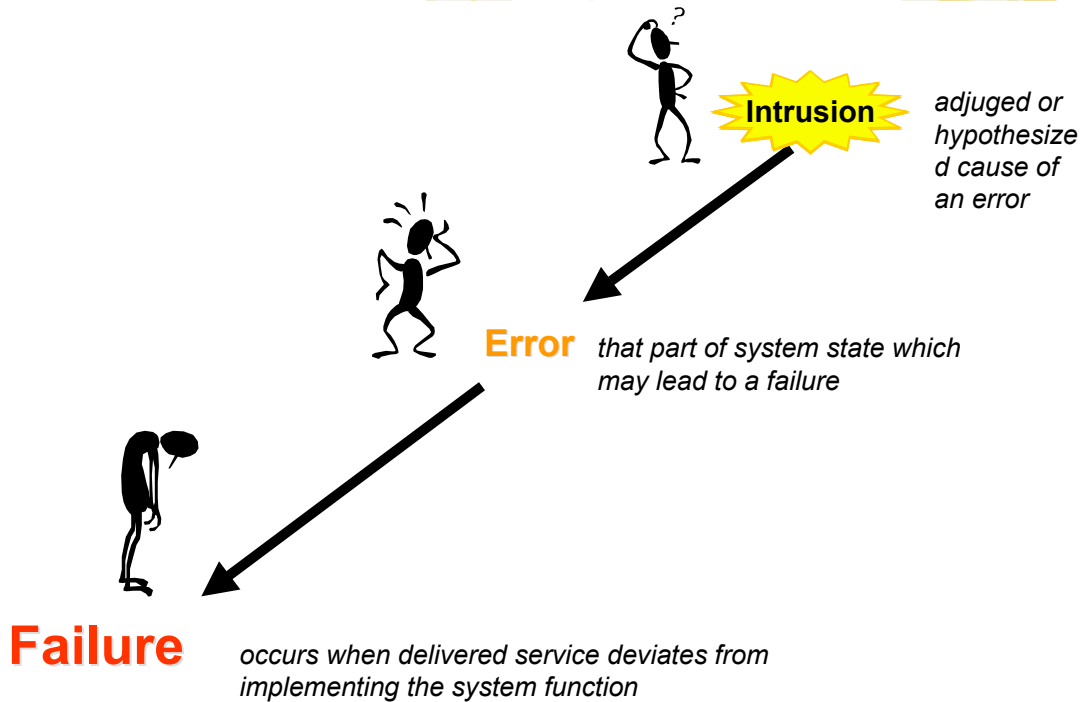 ?
Intrusion
adjuged or
hypothesize
d cause of
an error
Error
that part of system state which
may lead to a failure
Failure
occurs when delivered service deviates from
implementing the system function